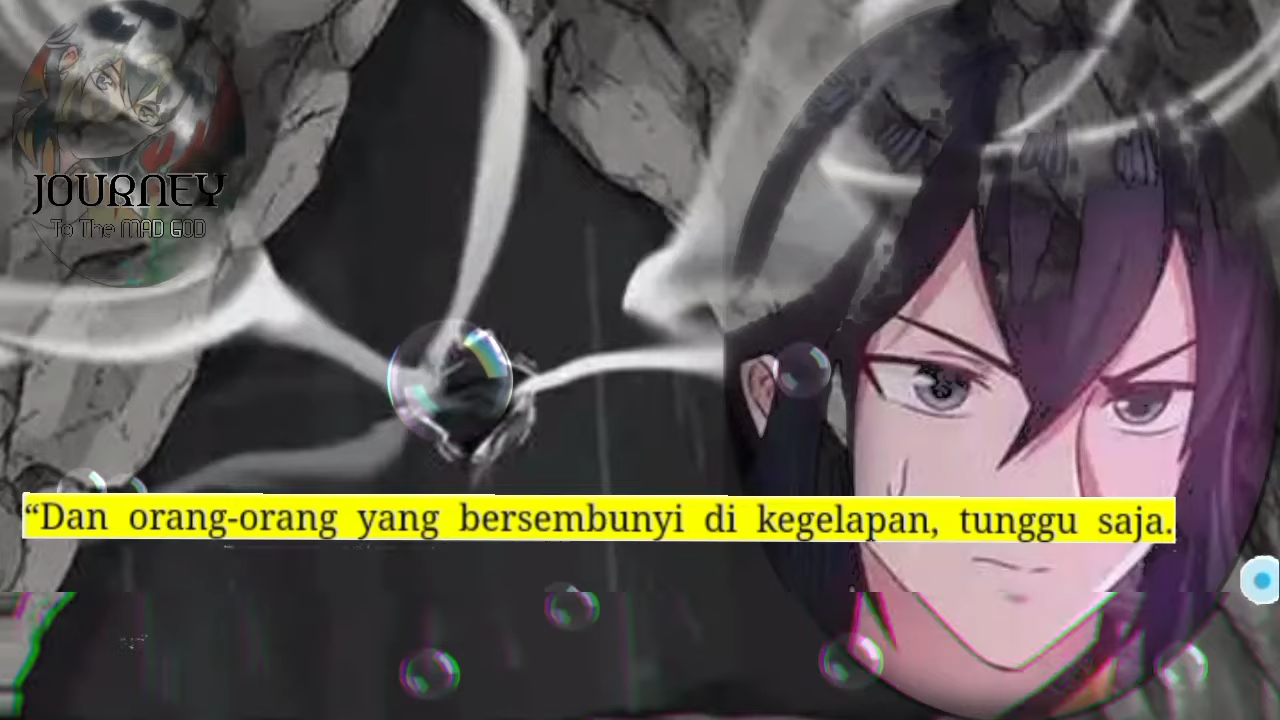 JOURNEY
To The MAD GOD
“Dan orang-orang yang bersembunyi di kegelapan, tunggu saja.